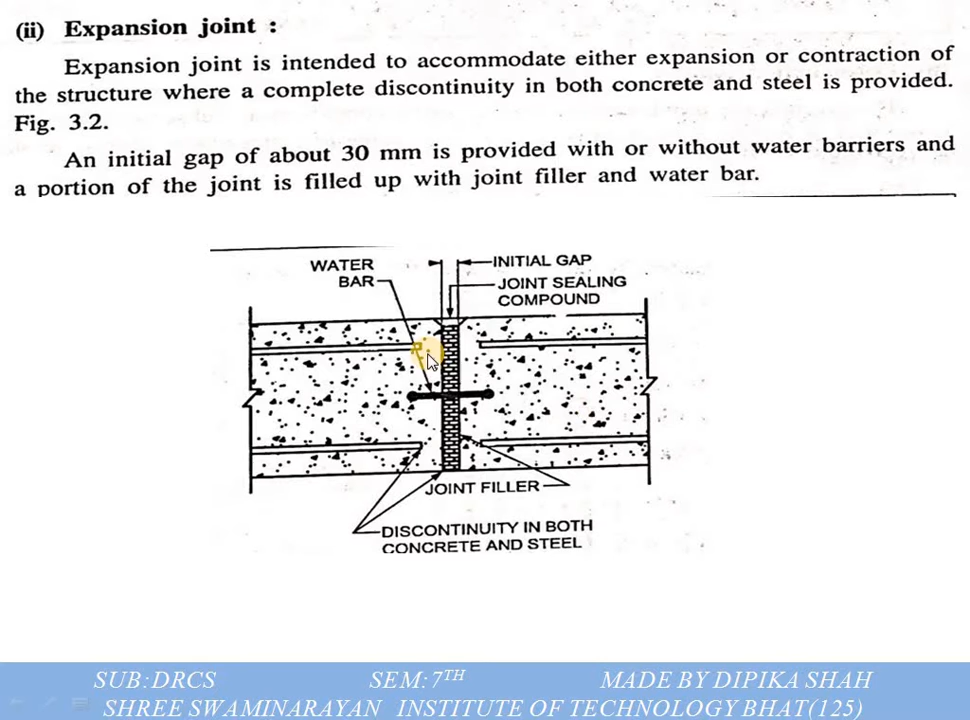 (ii) Expansion joint :
Expansion joint is intended to accommodate either expansion or contraction of
the structure where a complete discontinuity in both concrete and steel is provided.
Fig. 3.2.
An initial gap of about 30 mm is provided with or without water barriers and
a portion of the joint is filled up with joint filler and water bar.
WATER
BAR
INITIAL GAP
JOINT SEALING
COMPOUND
JOINT FILLER
DISCONTINUITY IN BOTH
CONCRETE AND STEEL
SUB:DRCS SEM:7TH MADE BY DIPIKA SHAH
SHREE SWAMINARAYAN INSTITUTE OF TECHNOLOGY BHAT(125)